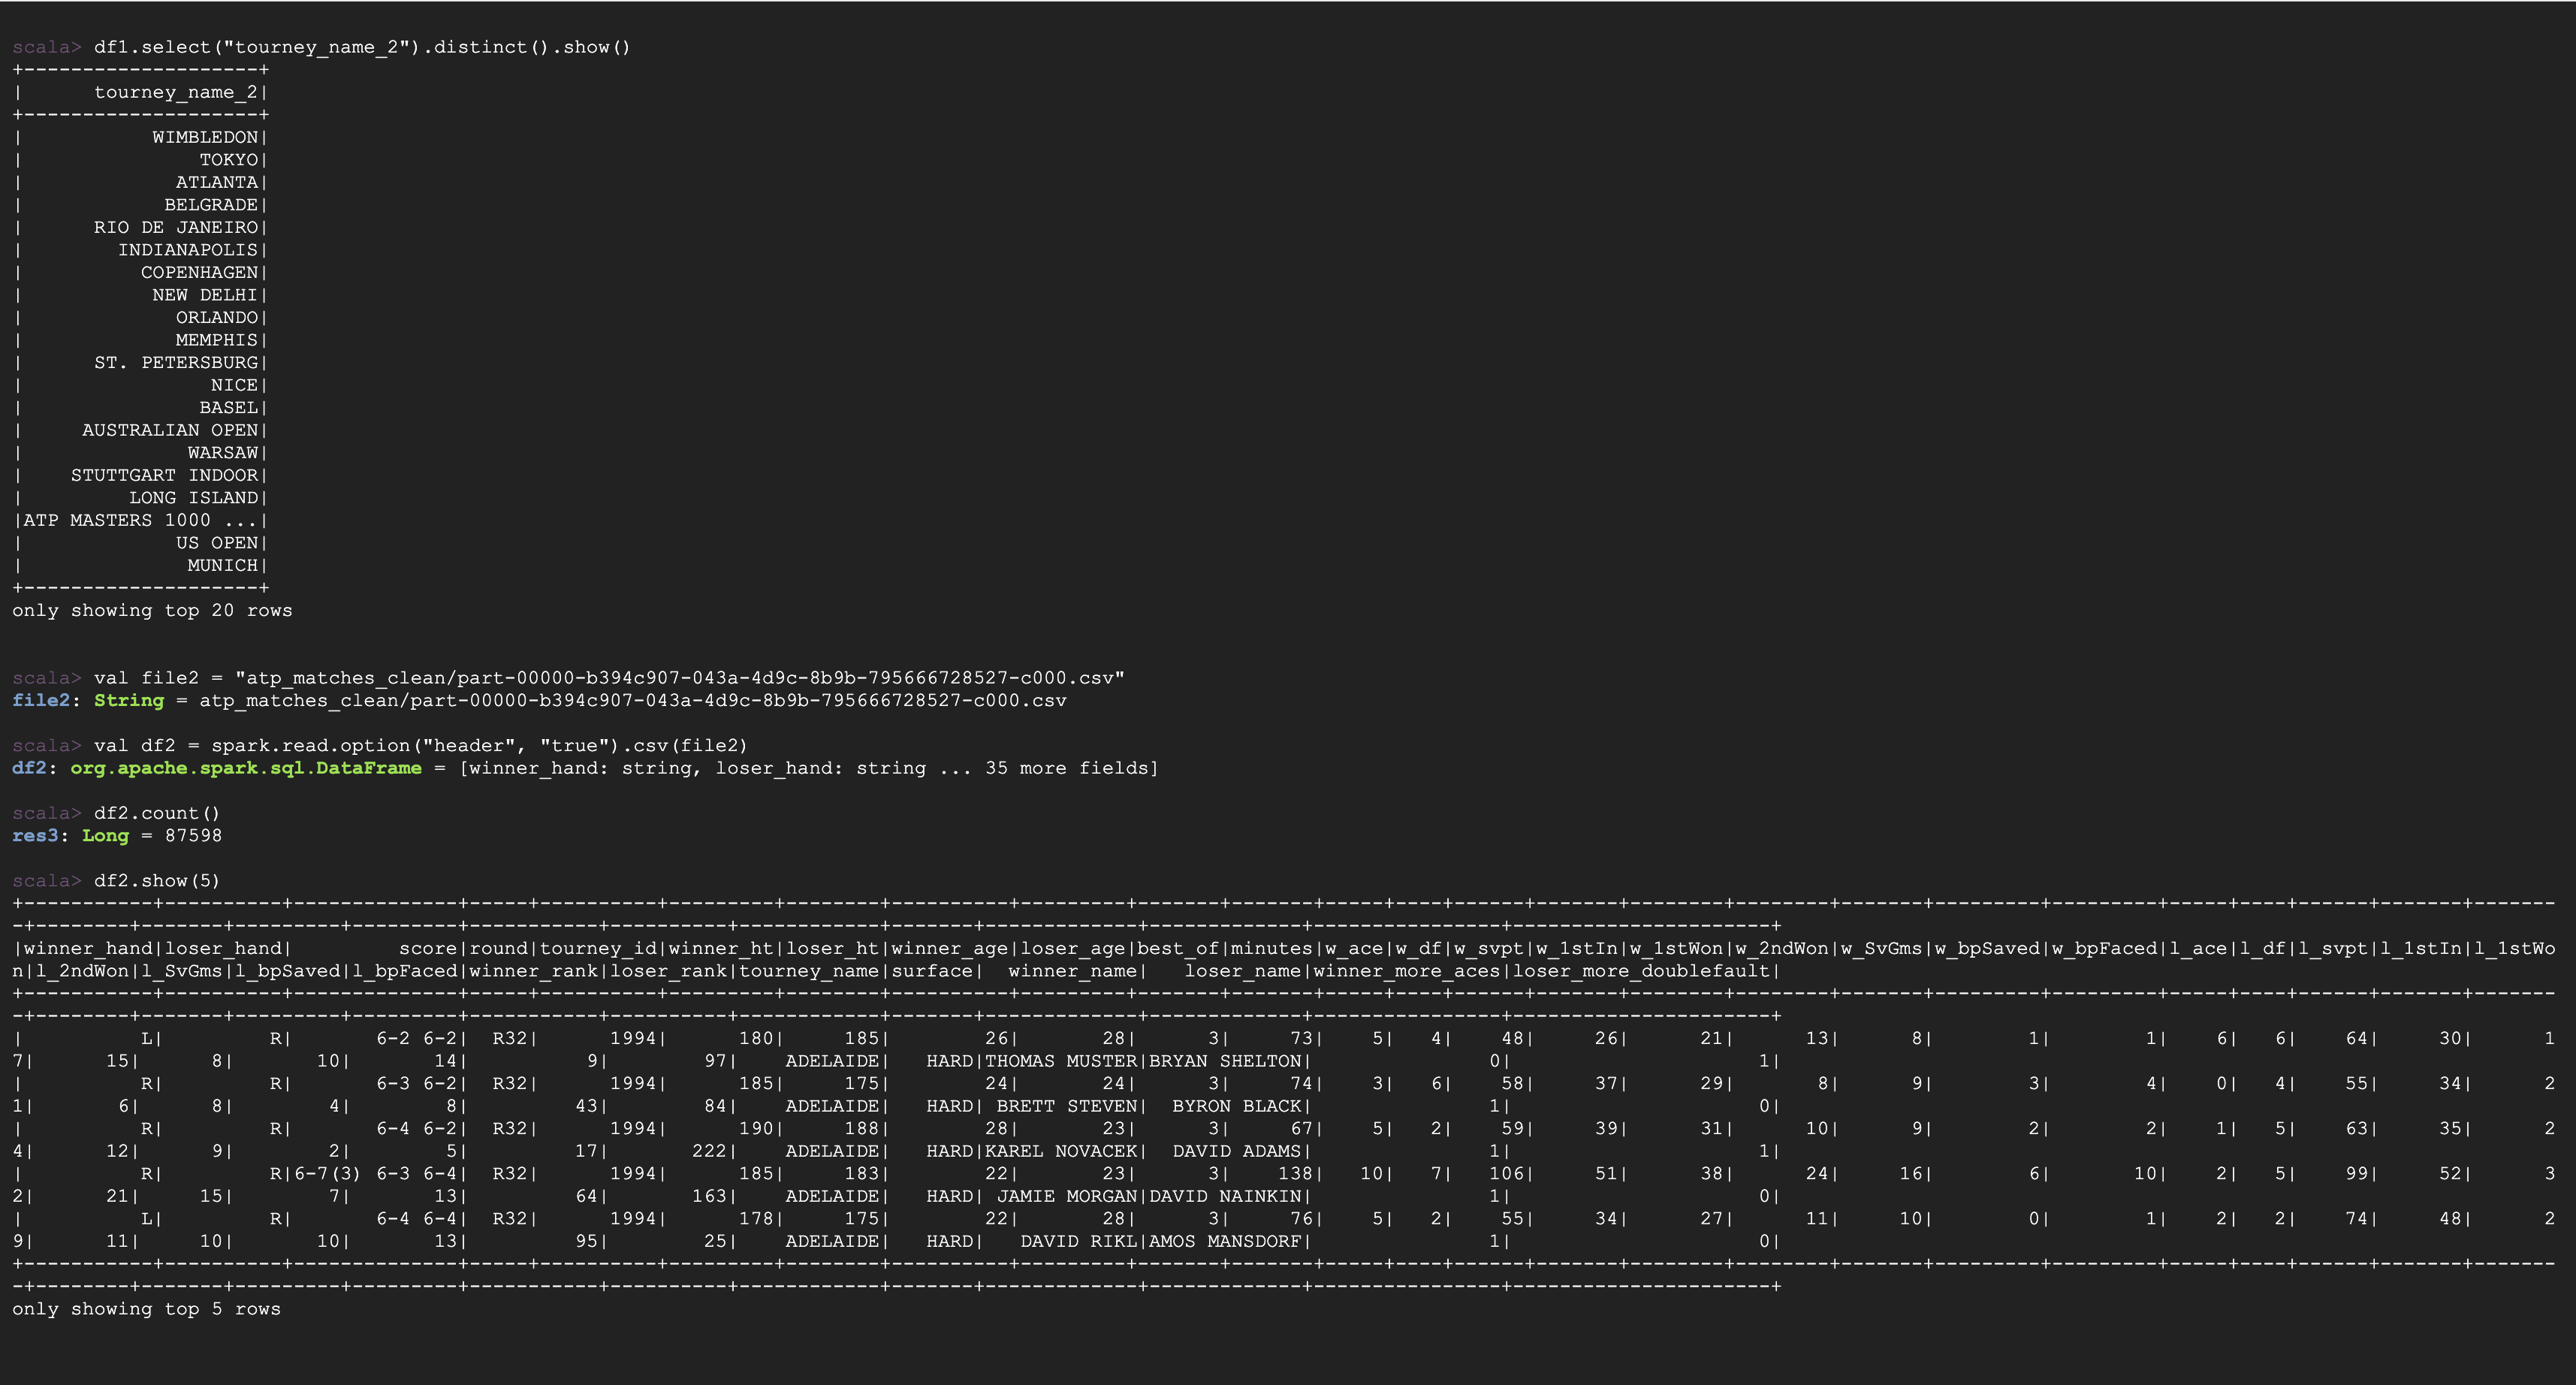 scala> df1.select("tourney_name_2").distinct().show()
+--------------------+
|      tourney_name_2|
+--------------------+
|           WIMBLEDON|
|               TOKYO|
|             ATLANTA|
|            BELGRADE|
|      RIO DE JANEIRO|
|        INDIANAPOLIS|
|          COPENHAGEN|
|           NEW DELHI|
|             ORLANDO|
|             MEMPHIS|
|      ST. PETERSBURG|
|                NICE|
|               BASEL|
|     AUSTRALIAN OPEN|
|              WARSAW|
|    STUTTGART INDOOR|
|         LONG ISLAND|
|ATP MASTERS 1000 ...|
|             US OPEN|
|              MUNICH|
+--------------------+
only showing top 20 rows
scala> val file2 = "atp_matches_clean/part-00000-b394c907-043a-4d9c-8b9b-795666728527-c000.csv"
file2: String = atp_matches_clean/part-00000-b394c907-043a-4d9c-8b9b-795666728527-c000.csv
scala> val df2 = spark.read.option("header", "true").csv(file2)
df2: org.apache.spark.sql.DataFrame = [winner_hand: string, loser_hand: string ... 35 more fields]
scala> df2.count()
res3: Long = 87598
scala> df2.show(5)
+-----------+----------+--------------+-----+----------+---------+--------+----------+---------+-------+-------+-----+----+------+-------+--------+--------+-------+---------+---------+-----+----+------+-------+-------
-+--------+-------+---------+---------+-----------+----------+------------+-------+-------------+-------------+----------------+----------------------+
|winner_hand|loser_hand|         score|round|tourney_id|winner_ht|loser_ht|winner_age|loser_age|best_of|minutes|w_ace|w_df|w_svpt|w_1stIn|w_1stWon|w_2ndWon|w_SvGms|w_bpSaved|w_bpFaced|l_ace|l_df|l_svpt|l_1stIn|l_1stWo
n|l_2ndWon|l_SvGms|l_bpSaved|l_bpFaced|winner_rank|loser_rank|tourney_name|surface|  winner_name|   loser_name|winner_more_aces|loser_more_doublefault|
+-----------+----------+--------------+-----+----------+---------+--------+----------+---------+-------+-------+-----+----+------+-------+--------+--------+-------+---------+---------+-----+----+------+-------+-------
-+--------+-------+---------+---------+-----------+----------+------------+-------+-------------+-------------+----------------+----------------------+
|          L|         R|       6-2 6-2|  R32|      1994|      180|     185|        26|       28|      3|     73|    5|   4|    48|     26|      21|      13|      8|        1|        1|    6|   6|    64|     30|      1
7|      15|      8|       10|       14|          9|        97|    ADELAIDE|   HARD|THOMAS MUSTER|BRYAN SHELTON|               0|                     1|
|          R|         R|       6-3 6-2|  R32|      1994|      185|     175|        24|       24|      3|     74|    3|   6|    58|     37|      29|       8|      9|        3|        4|    0|   4|    55|     34|      2
1|       6|      8|        4|        8|         43|        84|    ADELAIDE|   HARD| BRETT STEVEN|  BYRON BLACK|               1|                     0|
|          R|         R|       6-4 6-2|  R32|      1994|      190|     188|        28|       23|      3|     67|    5|   2|    59|     39|      31|      10|      9|        2|        2|    1|   5|    63|     35|      2
4|      12|      9|        2|        5|         17|       222|    ADELAIDE|   HARD|KAREL NOVACEK|  DAVID ADAMS|               1|                     1|
|          R|         R|6-7(3) 6-3 6-4|  R32|      1994|      185|     183|        22|       23|      3|    138|   10|   7|   106|     51|      38|      24|     16|        6|       10|    2|   5|    99|     52|      3
2|      21|     15|        7|       13|         64|       163|    ADELAIDE|   HARD| JAMIE MORGAN|DAVID NAINKIN|               1|                     0|
|          L|         R|       6-4 6-4|  R32|      1994|      178|     175|        22|       28|      3|     76|    5|   2|    55|     34|      27|      11|     10|        0|        1|    2|   2|    74|     48|      2
9|      11|     10|       10|       13|         95|        25|    ADELAIDE|   HARD|   DAVID RIKL|AMOS MANSDORF|               1|                     0|
+-----------+----------+--------------+-----+----------+---------+--------+----------+---------+-------+-------+-----+----+------+-------+--------+--------+-------+---------+---------+-----+----+------+-------+-------
-+--------+-------+---------+---------+-----------+----------+------------+-------+-------------+-------------+----------------+----------------------+
only showing top 5 rows